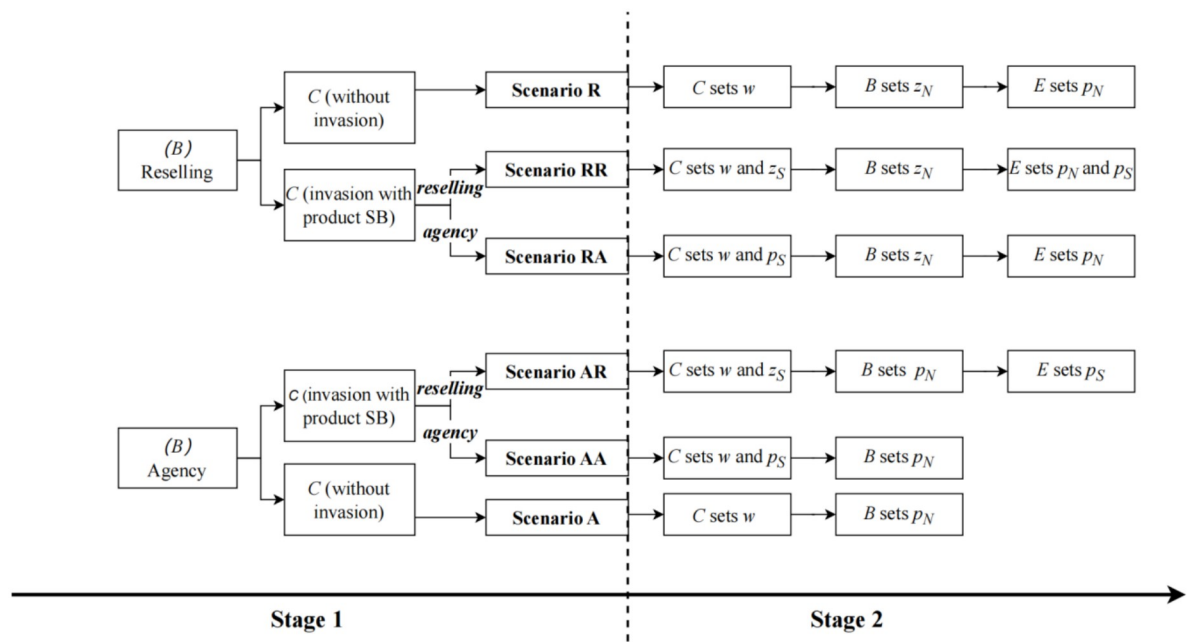 (B)
Reselling
C (without
invasion)
Scenario R
C sets w
B sets z_N
E sets p_N
C (invasion with
product SB)
reselling
agency
Scenario RR
C sets w and z_S
B sets z_N
E sets p_N and p_S
Scenario RA
C sets w and p_S
B sets z_N
E sets p_N
(B)
Agency
C (invasion with
product SB)
reselling
agency
Scenario AR
C sets w and z_S
B sets p_N
E sets p_S
Scenario AA
C sets w and p_S
B sets p_N
C (without
invasion)
Scenario A
C sets w
B sets p_N
Stage 1
Stage 2